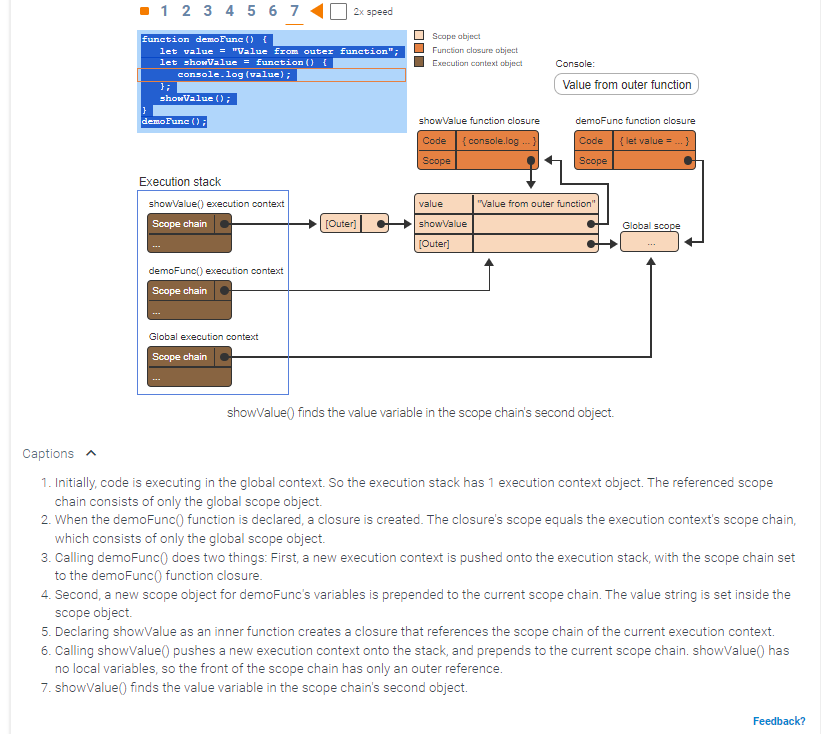 1 2 3 4 5 6 7 2x speed
function demoFunc() {
let value = "Value from outer function";
let showValue = function() {
console.log(value);
};
showValue();
}
demoFunc();
Scope object
Function closure object
Execution context object
Console:
Value from outer function
showValue function closure
Code { console.log ... }
Scope
demoFunc function closure
Code { let value = ... }
Scope
Execution stack
showValue() execution context
Scope chain
...
[Outer]
value "Value from outer function"
showValue
[Outer]
Global scope
...
demoFunc() execution context
Scope chain
...
Global execution context
Scope chain
...
showValue() finds the value variable in the scope chain's second object.
Captions
1. Initially, code is executing in the global context. So the execution stack has 1 execution context object. The referenced scope
chain consists of only the global scope object.
2. When the demoFunc() function is declared, a closure is created. The closure's scope equals the execution context's scope chain,
which consists of only the global scope object.
3. Calling demoFunc() does two things: First, a new execution context is pushed onto the execution stack, with the scope chain set
to the demoFunc() function closure.
4. Second, a new scope object for demoFunc's variables is prepended to the current scope chain. The value string is set inside the
scope object.
5. Declaring showValue as an inner function creates a closure that references the scope chain of the current execution context.
6. Calling showValue() pushes a new execution context onto the stack, and prepends to the current scope chain. showValue() has
no local variables, so the front of the scope chain has only an outer reference.
7. showValue() finds the value variable in the scope chain's second object.
Feedback?